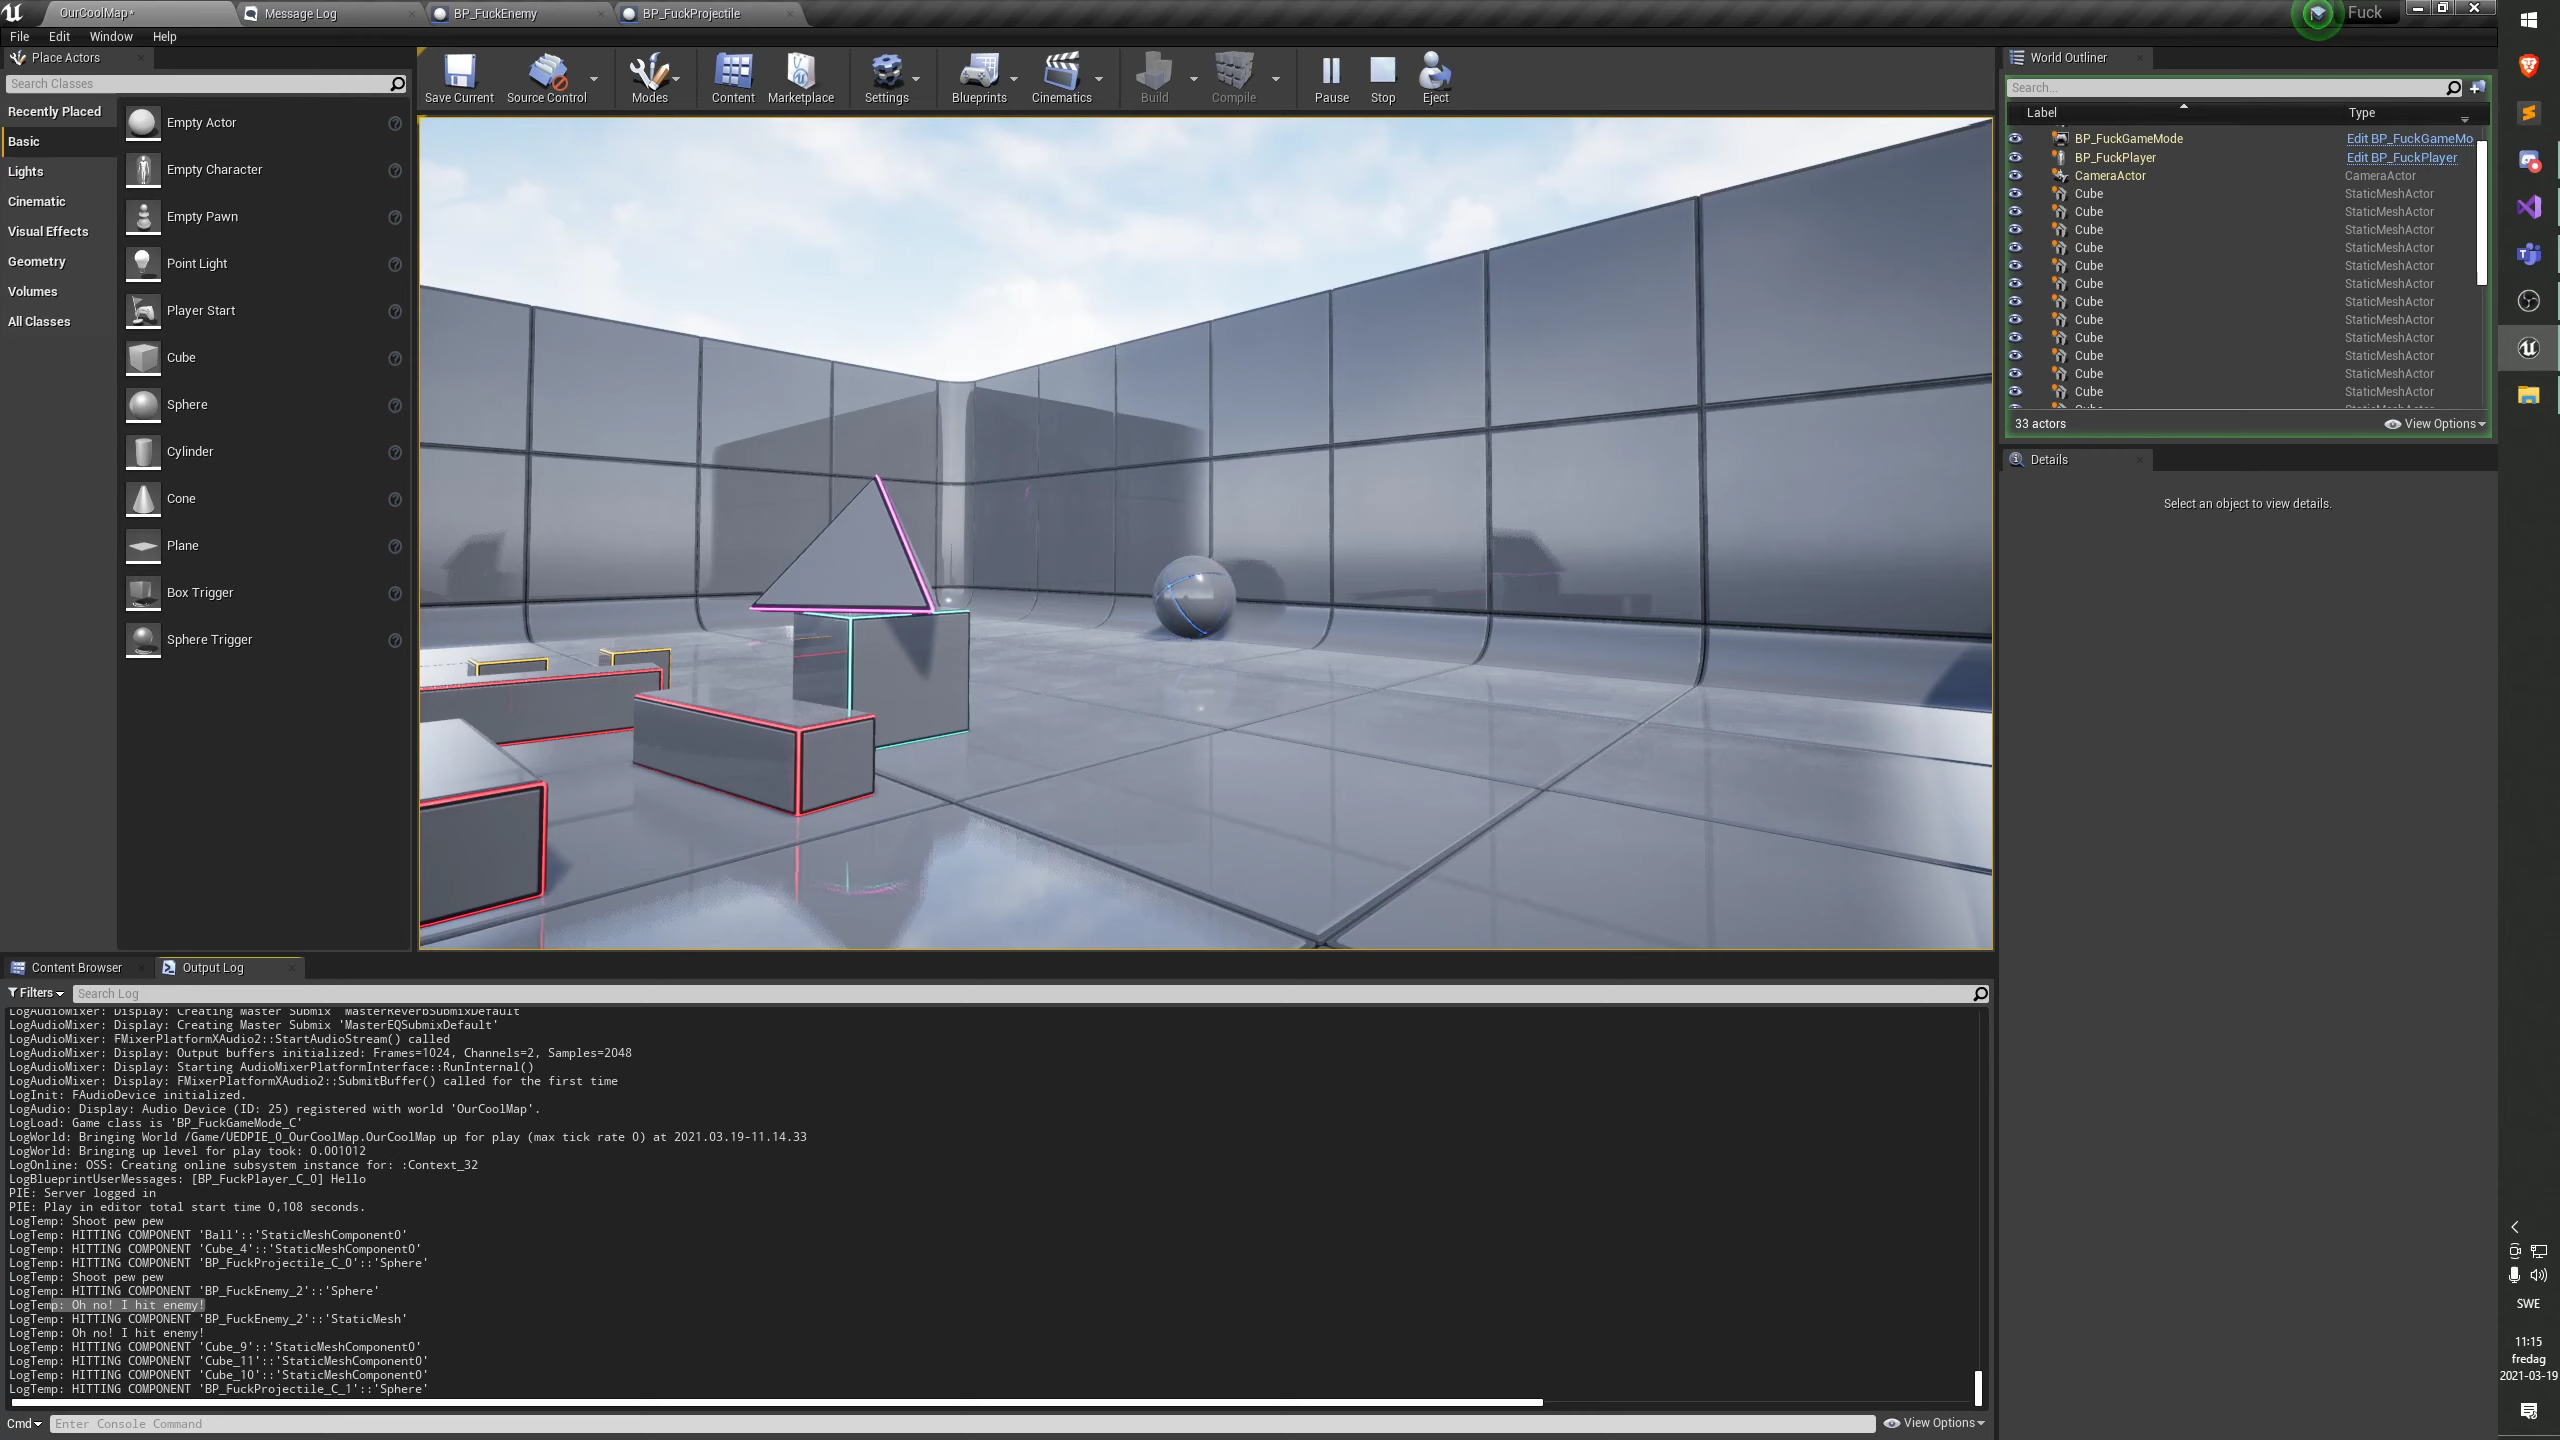 OurCoolMap*
Message Log
BP_FuckEnemy
BP_FuckProjectile
Fuck
File Edit Window Help
Place Actors
Search Classes
Recently Placed
Basic
Lights
Cinematic
Visual Effects
Geometry
Volumes
All Classes
Empty Actor
Empty Character
Empty Pawn
Point Light
Player Start
Cube
Sphere
Cylinder
Cone
Plane
Box Trigger
Sphere Trigger
Save Current Source Control Modes Content Marketplace Settings Blueprints Cinematics Build Compile Pause Stop Eject
World Outliner
Search...
Label Type
BP_FuckGameMode Edit BP_FuckGameMo
BP_FuckPlayer Edit BP_FuckPlayer
CameraActor CameraActor
Cube StaticMeshActor
Cube StaticMeshActor
Cube StaticMeshActor
Cube StaticMeshActor
Cube StaticMeshActor
Cube StaticMeshActor
Cube StaticMeshActor
Cube StaticMeshActor
Cube StaticMeshActor
Cube StaticMeshActor
Cube StaticMeshActor
Cube StaticMeshActor
33 actors View Options
Details
Select an object to view details.
Content Browser
Output Log
Filters Search Log
LogAudioMixer: Display: Creating Master Submix 'MasterReverbSubmixDefault'
LogAudioMixer: Display: Creating Master Submix 'MasterEQSubmixDefault'
LogAudioMixer: FMixerPlatformXAudio2::StartAudioStream() called
LogAudioMixer: Display: Output buffers initialized: Frames=1024, Channels=2, Samples=2048
LogAudioMixer: Display: Starting AudioMixerPlatformInterface::RunInternal()
LogAudioMixer: Display: FMixerPlatformXAudio2::SubmitBuffer() called for the first time
LogInit: FAudioDevice initialized.
LogAudio: Display: Audio Device (ID: 25) registered with world 'OurCoolMap'.
LogLoad: Game class is 'BP_FuckGameMode_C'
LogWorld: Bringing World /Game/UEDPIE_0_OurCoolMap.OurCoolMap up for play (max tick rate 0) at 2021.03.19-11.14.33
LogWorld: Bringing up level for play took: 0.001012
LogOnline: OSS: Creating online subsystem instance for: :Context_32
LogBlueprintUserMessages: [BP_FuckPlayer_C_0] Hello
PIE: Server logged in
PIE: Play in editor total start time 0,108 seconds.
LogTemp: Shoot pew pew
LogTemp: HITTING COMPONENT 'Ball'::'StaticMeshComponent0'
LogTemp: HITTING COMPONENT 'Cube_4'::'StaticMeshComponent0'
LogTemp: HITTING COMPONENT 'BP_FuckProjectile_C_0'::'Sphere'
LogTemp: Shoot pew pew
LogTemp: HITTING COMPONENT 'BP_FuckEnemy_2'::'Sphere'
LogTemp: Oh no! I hit enemy!
LogTemp: HITTING COMPONENT 'BP_FuckEnemy_2'::'StaticMesh'
LogTemp: Oh no! I hit enemy!
LogTemp: HITTING COMPONENT 'Cube_9'::'StaticMeshComponent0'
LogTemp: HITTING COMPONENT 'Cube_11'::'StaticMeshComponent0'
LogTemp: HITTING COMPONENT 'Cube_10'::'StaticMeshComponent0'
LogTemp: HITTING COMPONENT 'BP_FuckProjectile_C_1'::'Sphere'
Cmd Enter Console Command View Options
SWE
11:15
fredag
2021-03-19